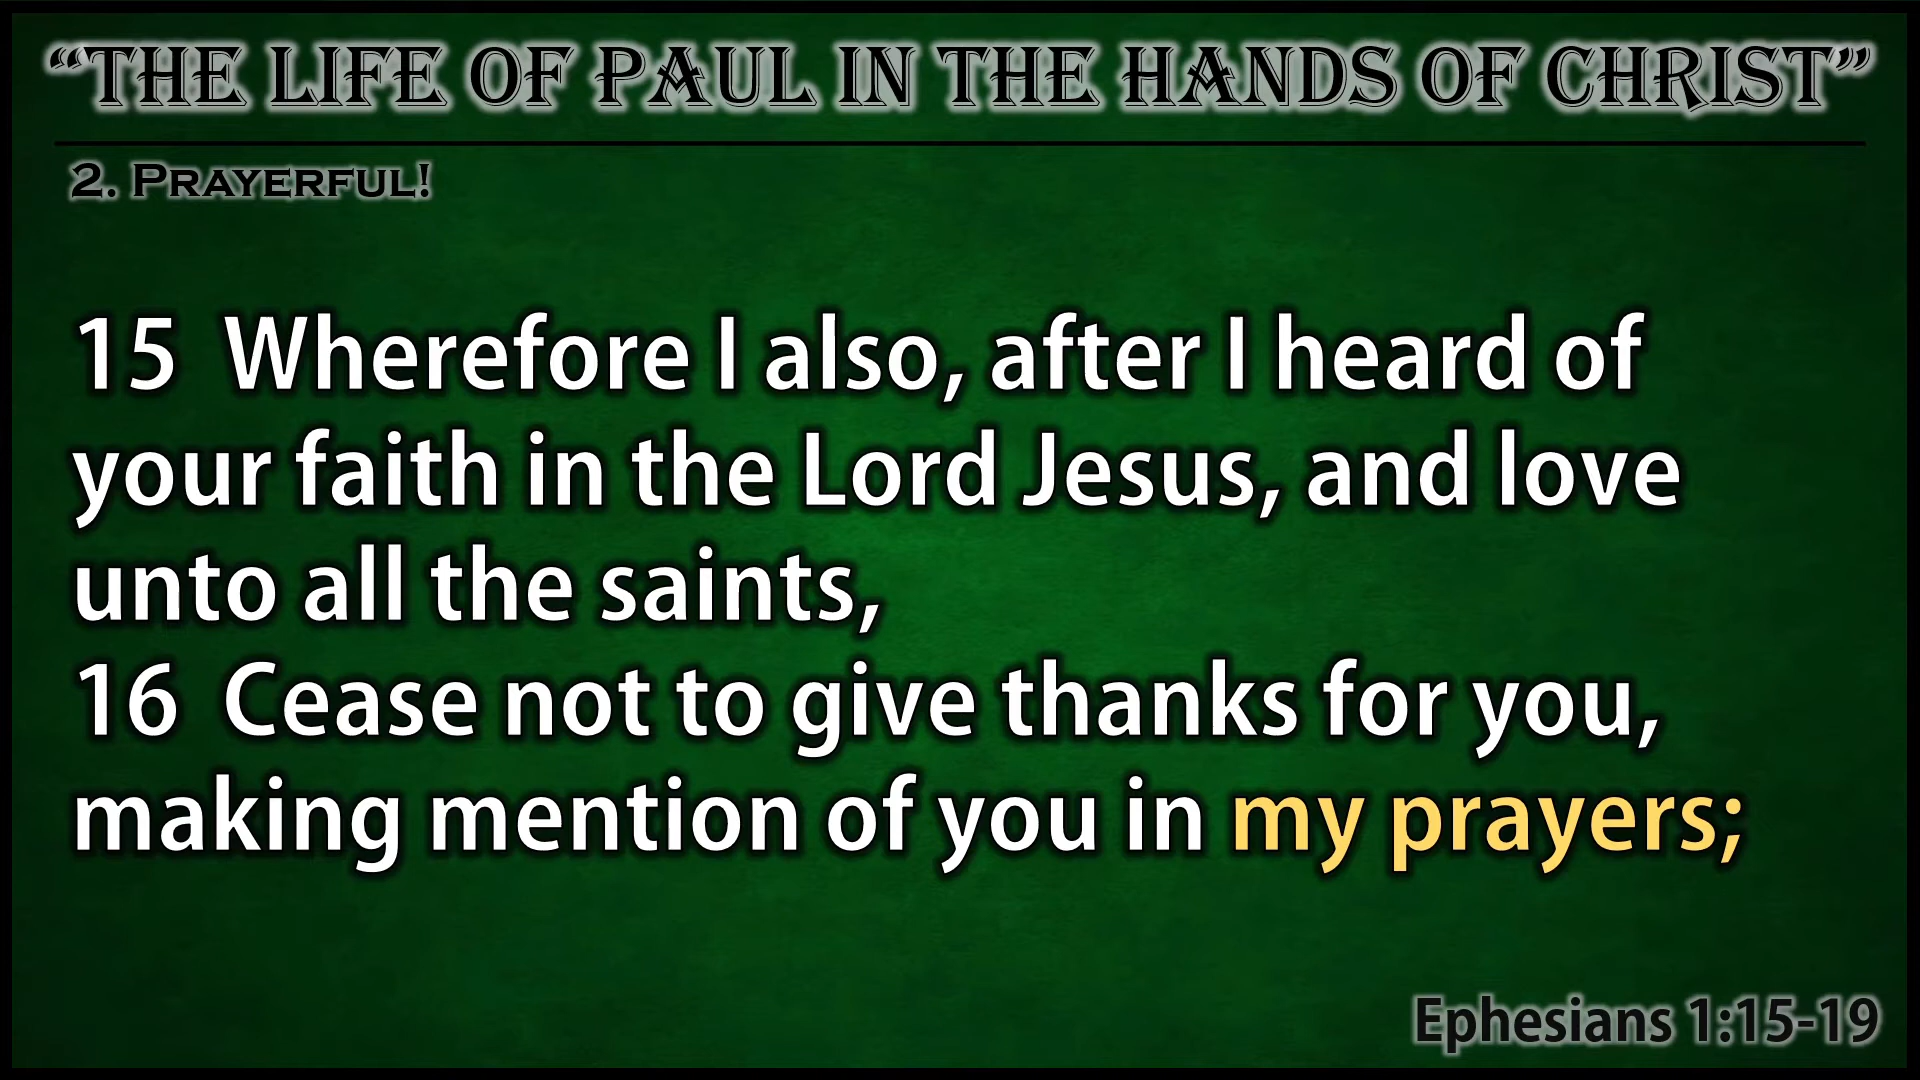 “THE LIFE OF PAUL IN THE HANDS OF CHRIST”
2. PRAYERFUL!
15 Wherefore I also, after I heard of
your faith in the Lord Jesus, and love
unto all the saints,
16 Cease not to give thanks for you,
making mention of you in my prayers;
Ephesians 1:15-19